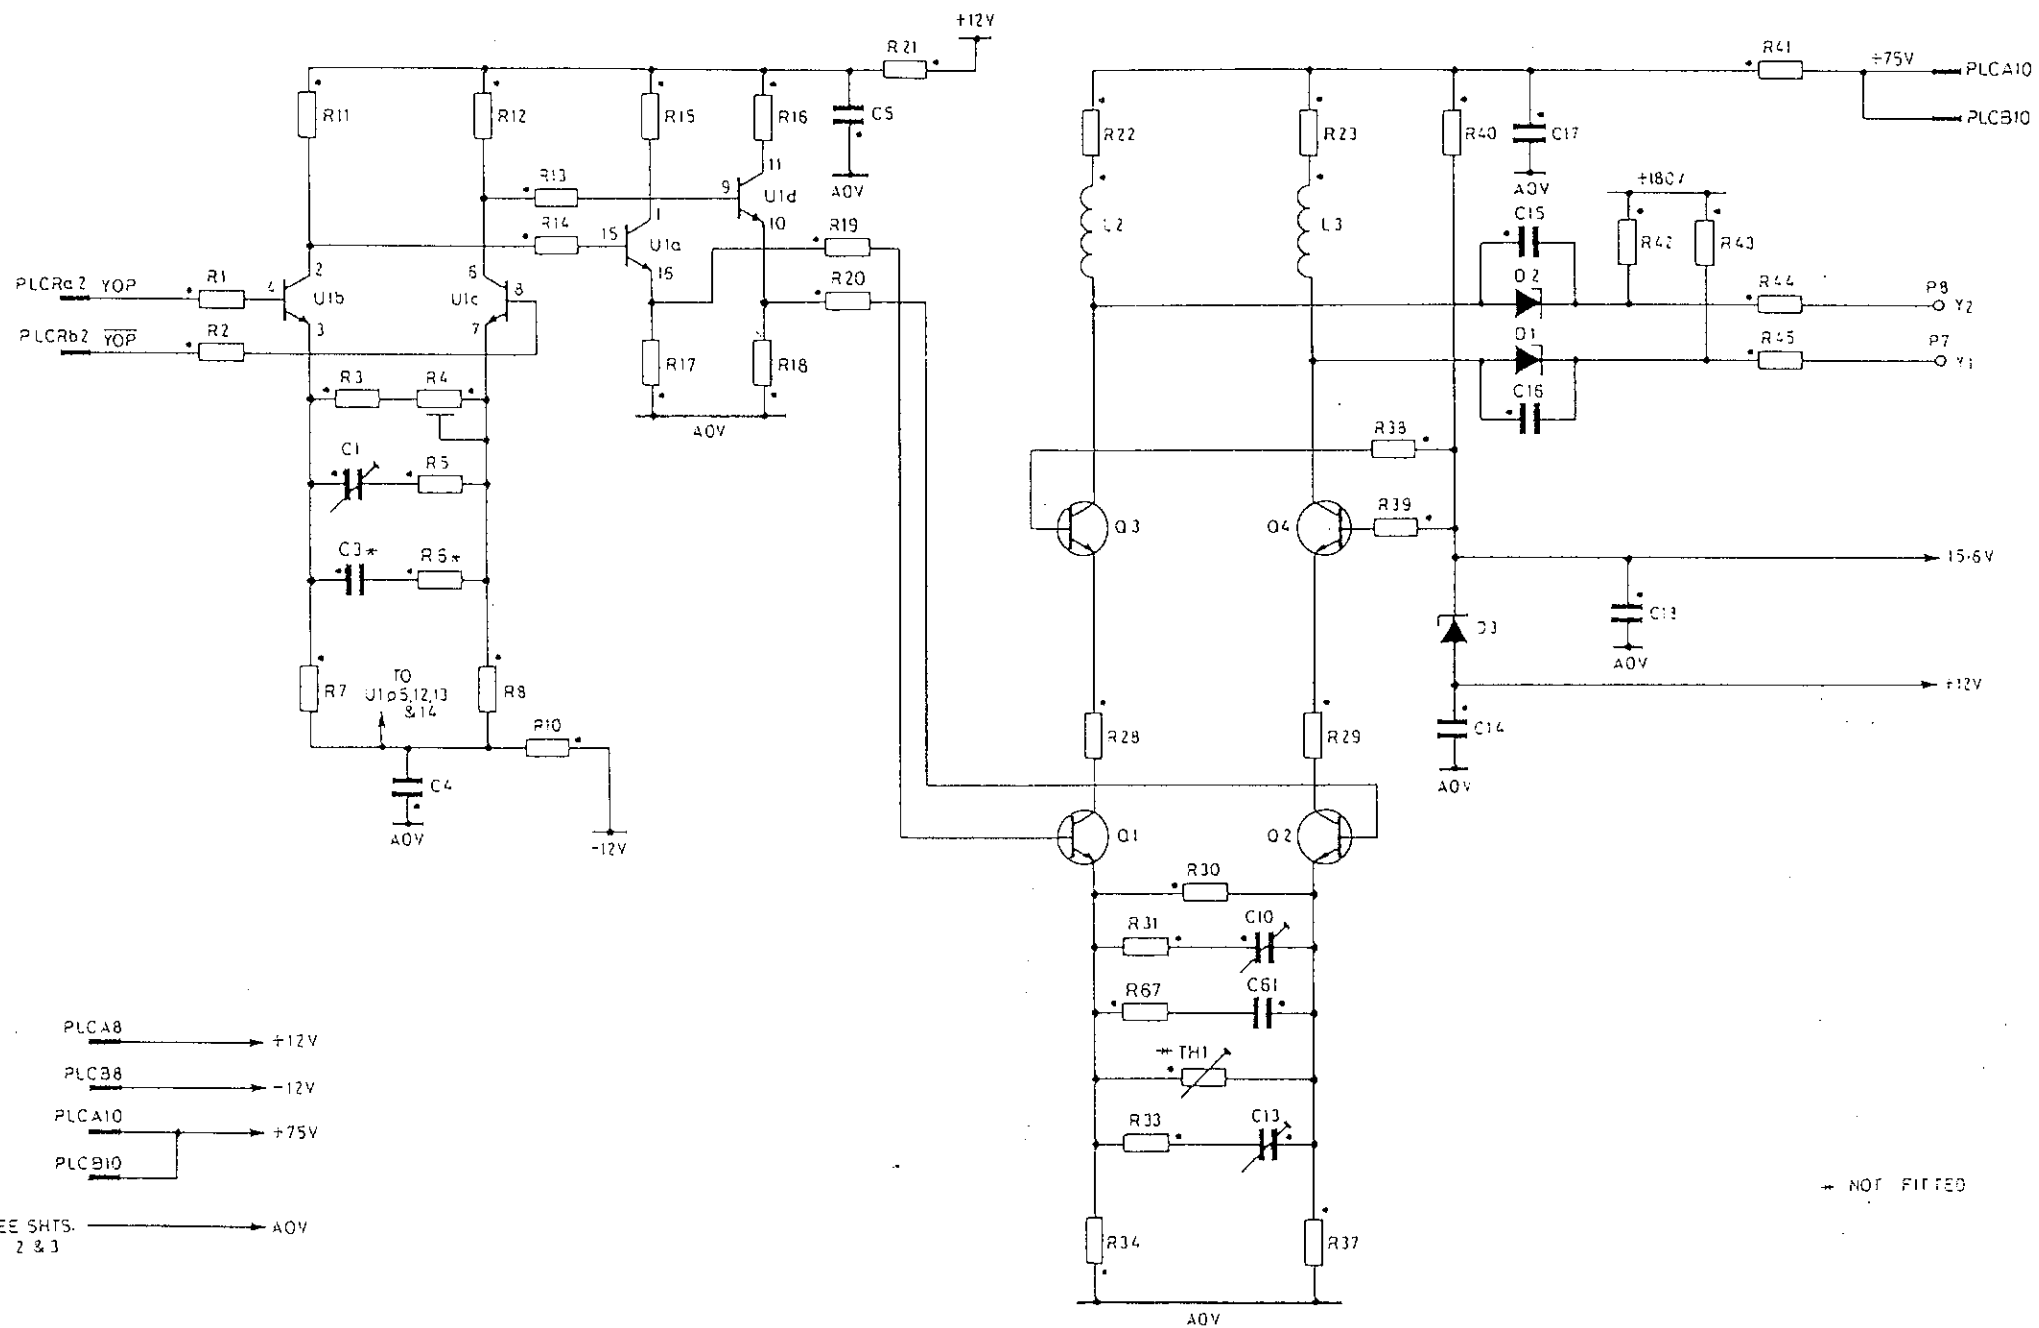 +12V
R21
R41
+75V
PLCA10
PLCB10
R11
R12
R15
R16
C5
A0V
R22
R23
R40
C17
A0V
+180V
11
R13
9
U1d
10
1
R14
15
U1a
16
R19
R20
L2
L3
C15
R42
R43
D2
R44
P8
Y2
D1
R45
P7
Y1
C16
PLCRa2 YOP
R1
4
2
U1b
3
6
U1c
8
7
PLCRb2 YOP
R2
R17
R18
A0V
R3
R4
C1
R5
C3*
R6*
R38
R39
Q3
Q4
15.6V
C18
A0V
D3
+12V
R7
TO
U1p5,12,13
& 14
R8
R10
C4
A0V
-12V
R28
R29
C14
A0V
Q1
Q2
R30
R31
C10
R67
C61
* TH1
R33
C13
R34
R37
A0V
PLCA8
+12V
PLCB8
-12V
PLCA10
+75V
PLCB10
EE SHTS.
2 & 3
A0V
* NOT FITTED